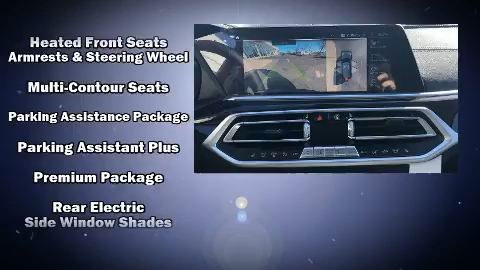 Heated Front Seats
Armrests & Steering Wheel
Multi-Contour Seats
Parking Assistance Package
Parking Assistant Plus
Premium Package
Rear Electric
Side Window Shades